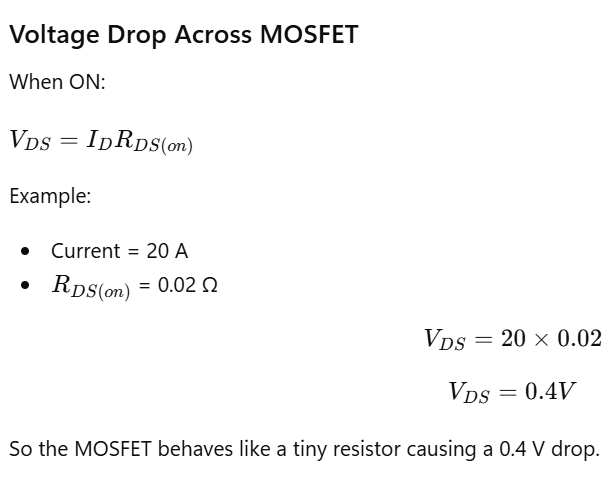 Voltage Drop Across MOSFET
When ON:
V_{DS} = I_D R_{DS(on)}
Example:
• Current = 20 A
• R_{DS(on)} = 0.02 Ω
V_{DS} = 20 × 0.02
V_{DS} = 0.4V
So the MOSFET behaves like a tiny resistor causing a 0.4 V drop.